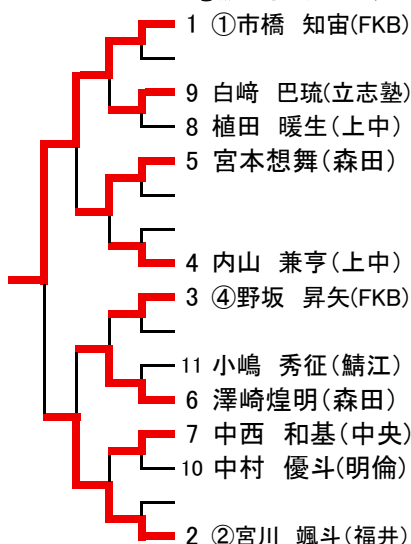 1 ①市橋 知宙(FKB)
9 白﨑 巴琉(立志塾)
8 植田 暖生(上中)
5 宮本想舞(森田)
4 内山 兼亨(上中)
3 ④野坂 昇矢(FKB)
11 小嶋 秀征(鯖江)
6 澤崎煌明(森田)
7 中西 和基(中央)
10 中村 優斗(明倫)
2 ②宮川 颯斗(福井)